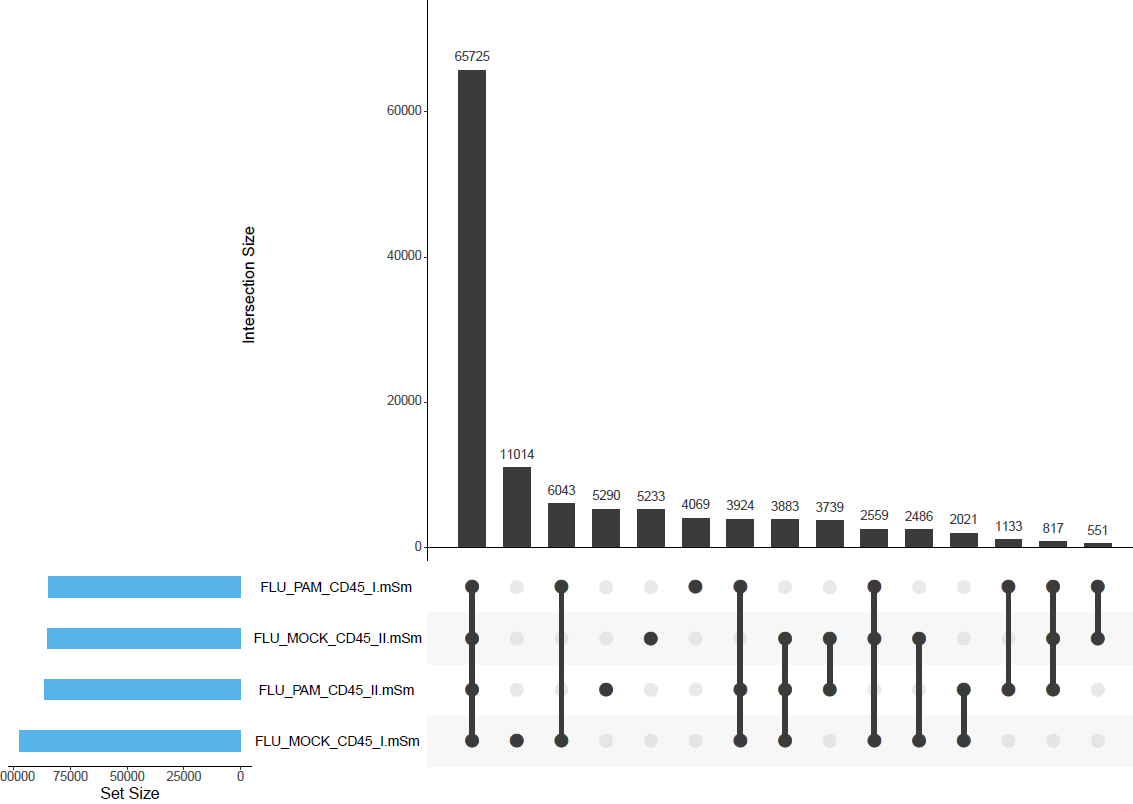 65725
60000
Intersection Size
40000
20000
11014
6043
5290
5233
4069
3924
3883
3739
2559
2486
2021
1133
817
551
0
FLU_PAM_CD45_I.mSm
FLU_MOCK_CD45_II.mSm
FLU_PAM_CD45_II.mSm
FLU_MOCK_CD45_I.mSm
00000 75000 50000 25000 0
Set Size